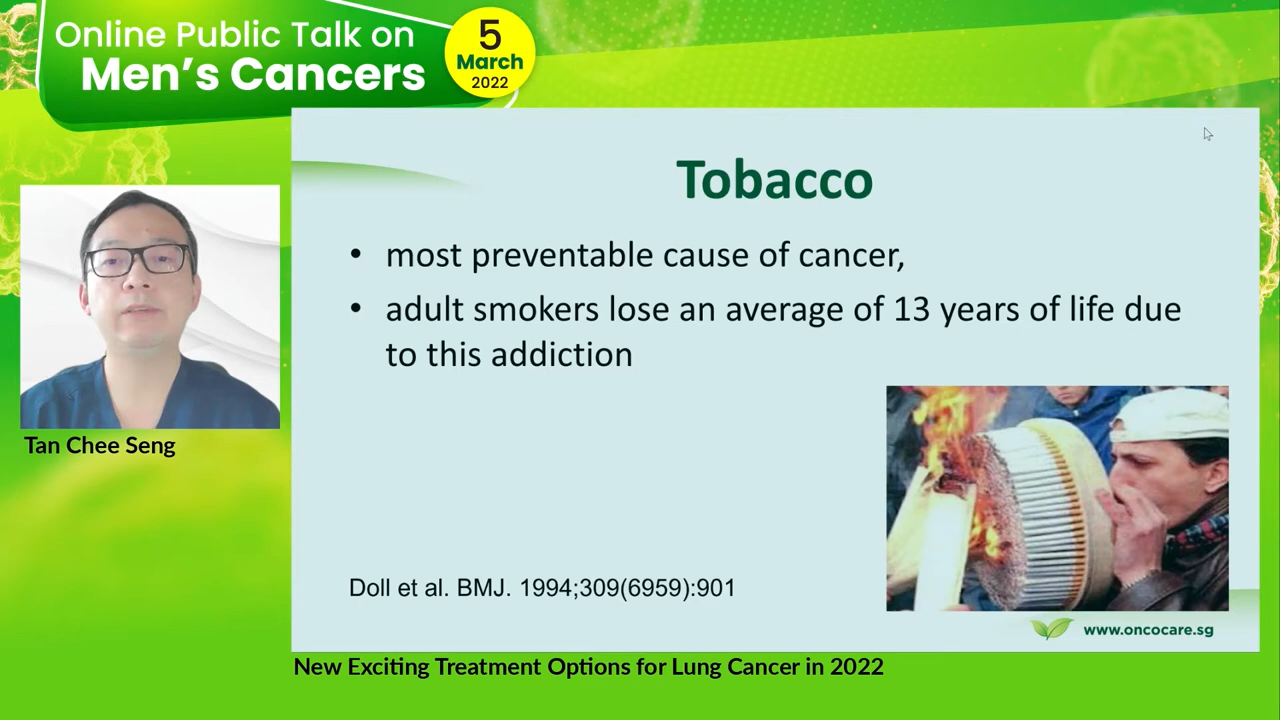 Online Public Talk on
Men's Cancers
5
March
2022
Tobacco
• most preventable cause of cancer,
• adult smokers lose an average of 13 years of life due
to this addiction
Tan Chee Seng
Doll et al. BMJ. 1994;309(6959):901
www.oncocare.sg
New Exciting Treatment Options for Lung Cancer in 2022